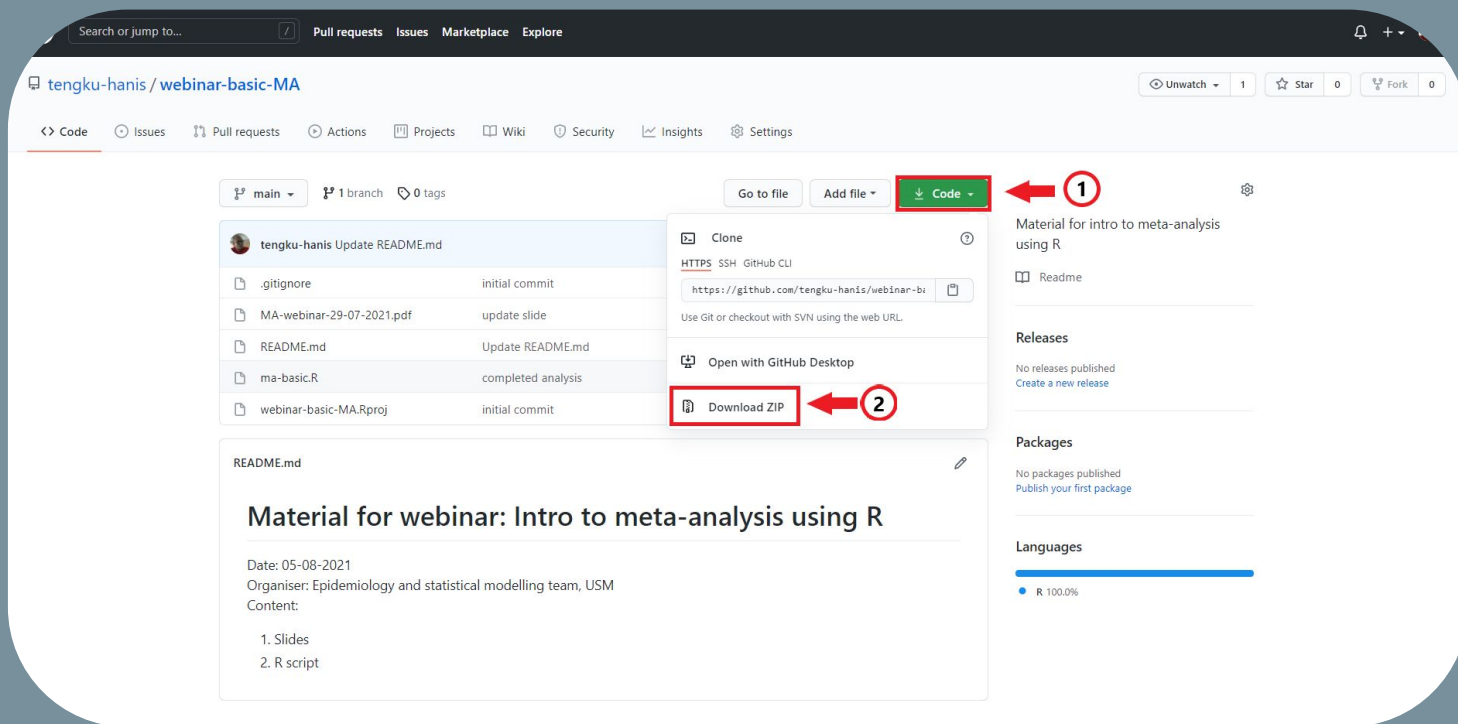 Search or jump to... / Pull requests Issues Marketplace Explore
tengku-hanis / webinar-basic-MA Unwatch 1 Star 0 Fork 0
<> Code Issues Pull requests Actions Projects Wiki Security Insights Settings
main 1 branch 0 tags Go to file Add file Code 1
Material for intro to meta-analysis
using R
Readme
tengku-hanis Update README.md
.gitignore initial commit
MA-webinar-29-07-2021.pdf update slide
README.md Update README.md
ma-basic.R completed analysis
webinar-basic-MA.Rproj initial commit
Clone
HTTPS SSH GitHub CLI
https://github.com/tengku-hanis/webinar-ba
Use Git or checkout with SVN using the web URL.
Open with GitHub Desktop
Download ZIP 2
Releases
No releases published
Create a new release
Packages
No packages published
Publish your first package
Languages
R 100.0%
README.md
Material for webinar: Intro to meta-analysis using R
Date: 05-08-2021
Organiser: Epidemiology and statistical modelling team, USM
Content:
1. Slides
2. R script